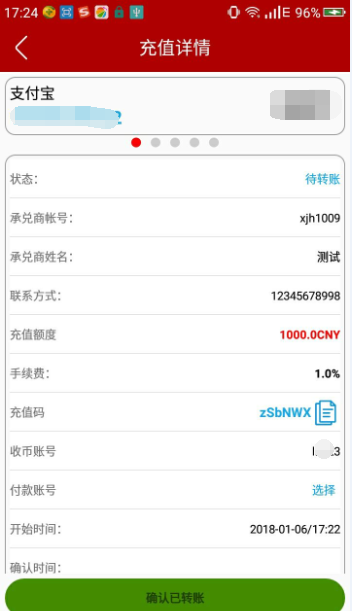 17:24
E 96%
充值详情
支付宝
状态： 待转账
承兑商帐号： xjh1009
承兑商姓名： 测试
联系方式： 12345678998
充值额度 1000.0CNY
手续费： 1.0%
充值码 zSbNWX
收币账号
付款账号 选择
开始时间： 2018-01-06/17:22
确认时间：
确认已转账